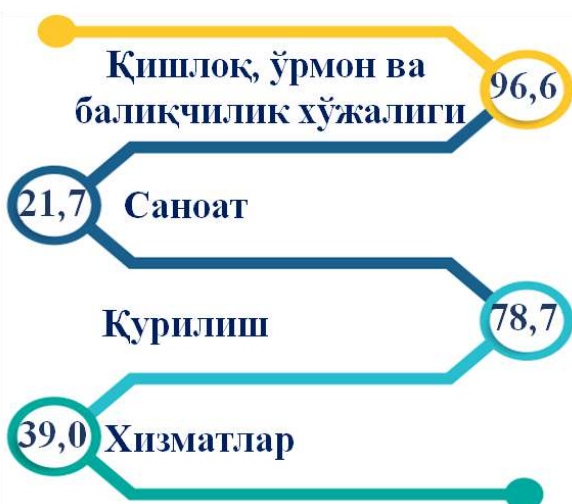 Қишлоқ, ўрмон ва
балиқчилик хўжалиги
96,6
21,7
Саноат
Қурилиш
78,7
39,0
Хизматлар